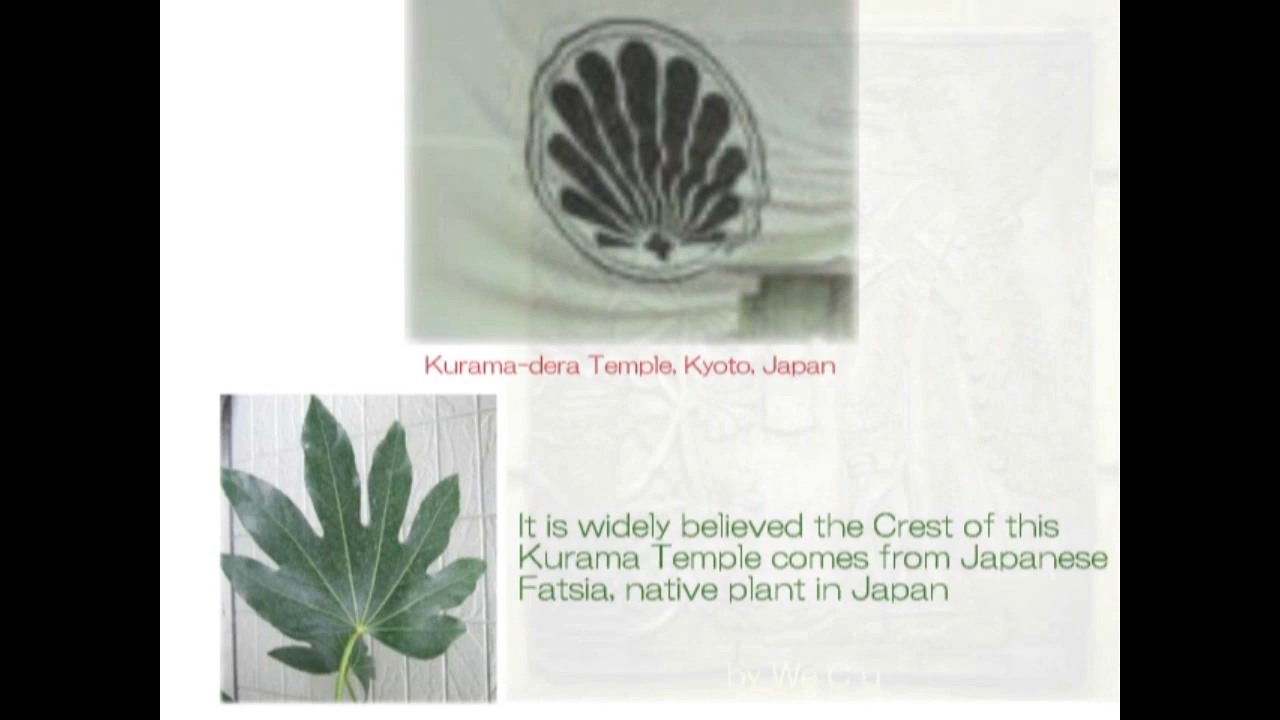 Kurama-dera Temple, Kyoto, Japan
It is widely believed the Crest of this
Kurama Temple comes from Japanese
Fatsia, native plant in Japan
by